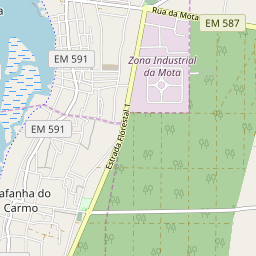 Rua da Mota
EM 587
EM 591
Zona Industrial
da Mota
Estrada Florestal 1
EM 591
afanha do
Carmo